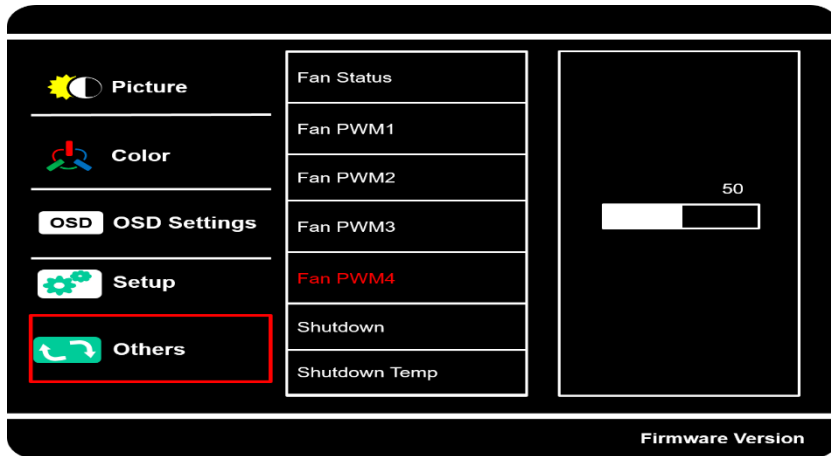 Picture
Color
OSD OSD Settings
Setup
Others
Fan Status
Fan PWM1
Fan PWM2
Fan PWM3
Fan PWM4
Shutdown
Shutdown Temp
50
Firmware Version